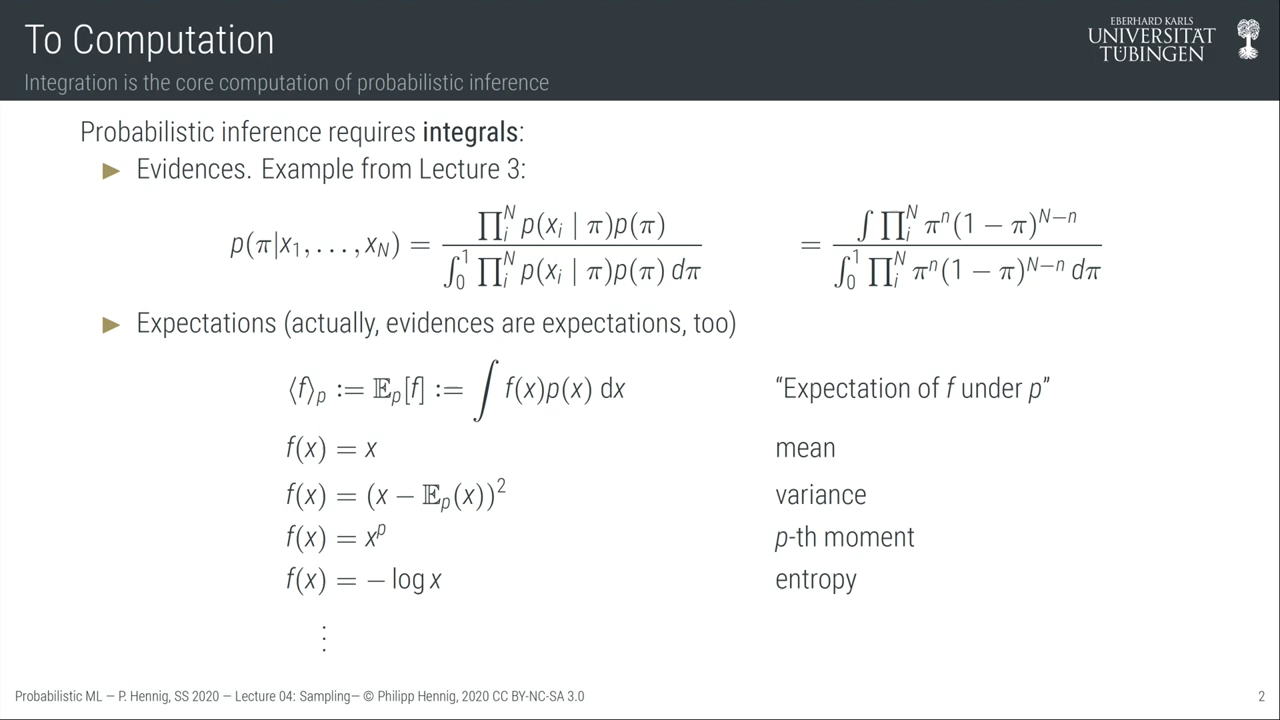 To Computation
Integration is the core computation of probabilistic inference
EBERHARD KARLS
UNIVERSITÄT
TÜBINGEN
Probabilistic inference requires integrals:
▶ Evidences. Example from Lecture 3:
p(π|x₁, . . . , x_N) = ∏ᵢᴺ p(xᵢ | π)p(π) / ∫₀¹ ∏ᵢᴺ p(xᵢ | π)p(π) dπ = ∫ ∏ᵢᴺ πⁿ(1 − π)ᴺ⁻ⁿ / ∫₀¹ ∏ᵢᴺ πⁿ(1 − π)ᴺ⁻ⁿ dπ
▶ Expectations (actually, evidences are expectations, too)
⟨f⟩ₚ := 𝔼ₚ[f] := ∫ f(x)p(x) dx “Expectation of f under p”
f(x) = x mean
f(x) = (x − 𝔼ₚ(x))² variance
f(x) = xᵖ p-th moment
f(x) = − log x entropy
⋮
Probabilistic ML — P. Hennig, SS 2020 — Lecture 04: Sampling— © Philipp Hennig, 2020 CC BY-NC-SA 3.0
2